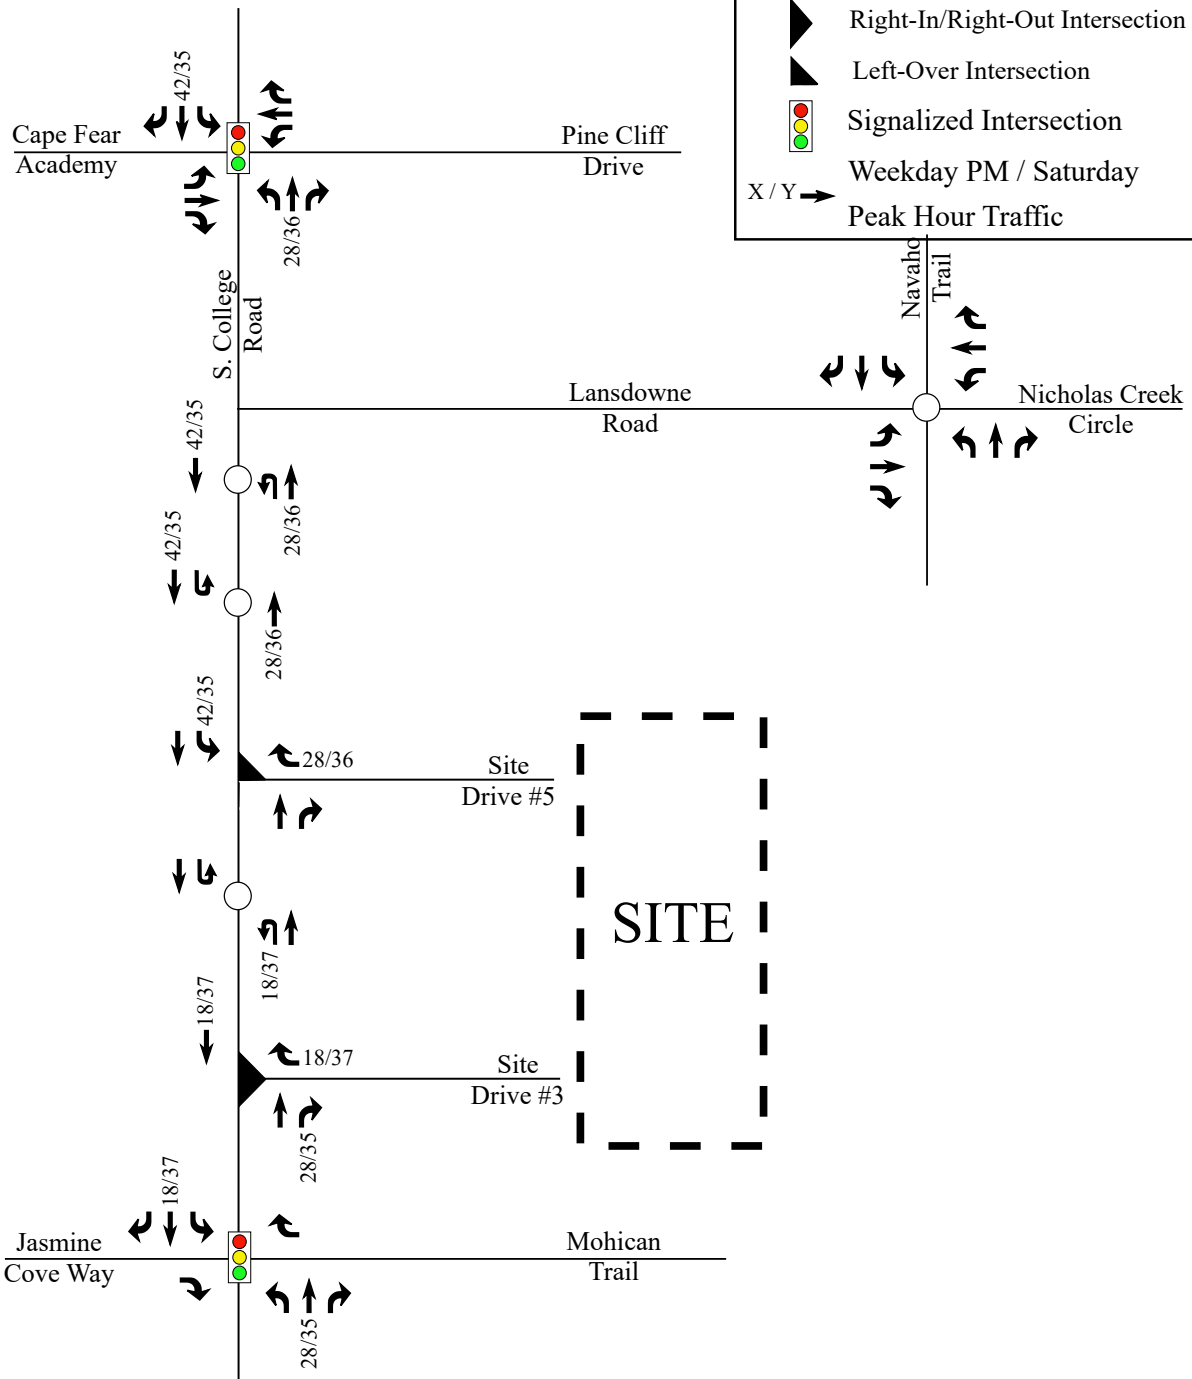 Right-In/Right-Out Intersection
Left-Over Intersection
Signalized Intersection
Weekday PM / Saturday
X / Y
Peak Hour Traffic
42/35
Cape Fear
Academy
Pine Cliff
Drive
28/36
S. College
Road
Navaho
Trail
Lansdowne
Road
Nicholas Creek
Circle
42/35
28/36
42/35
28/36
42/35
28/36
Site
Drive #5
SITE
18/37
18/37
18/37
Site
Drive #3
28/35
18/37
Jasmine
Cove Way
Mohican
Trail
28/35